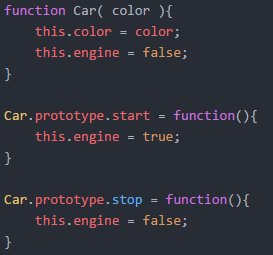 function Car( color ){
    this.color = color;
    this.engine = false;
}

Car.prototype.start = function(){
    this.engine = true;
}

Car.prototype.stop = function(){
    this.engine = false;
}